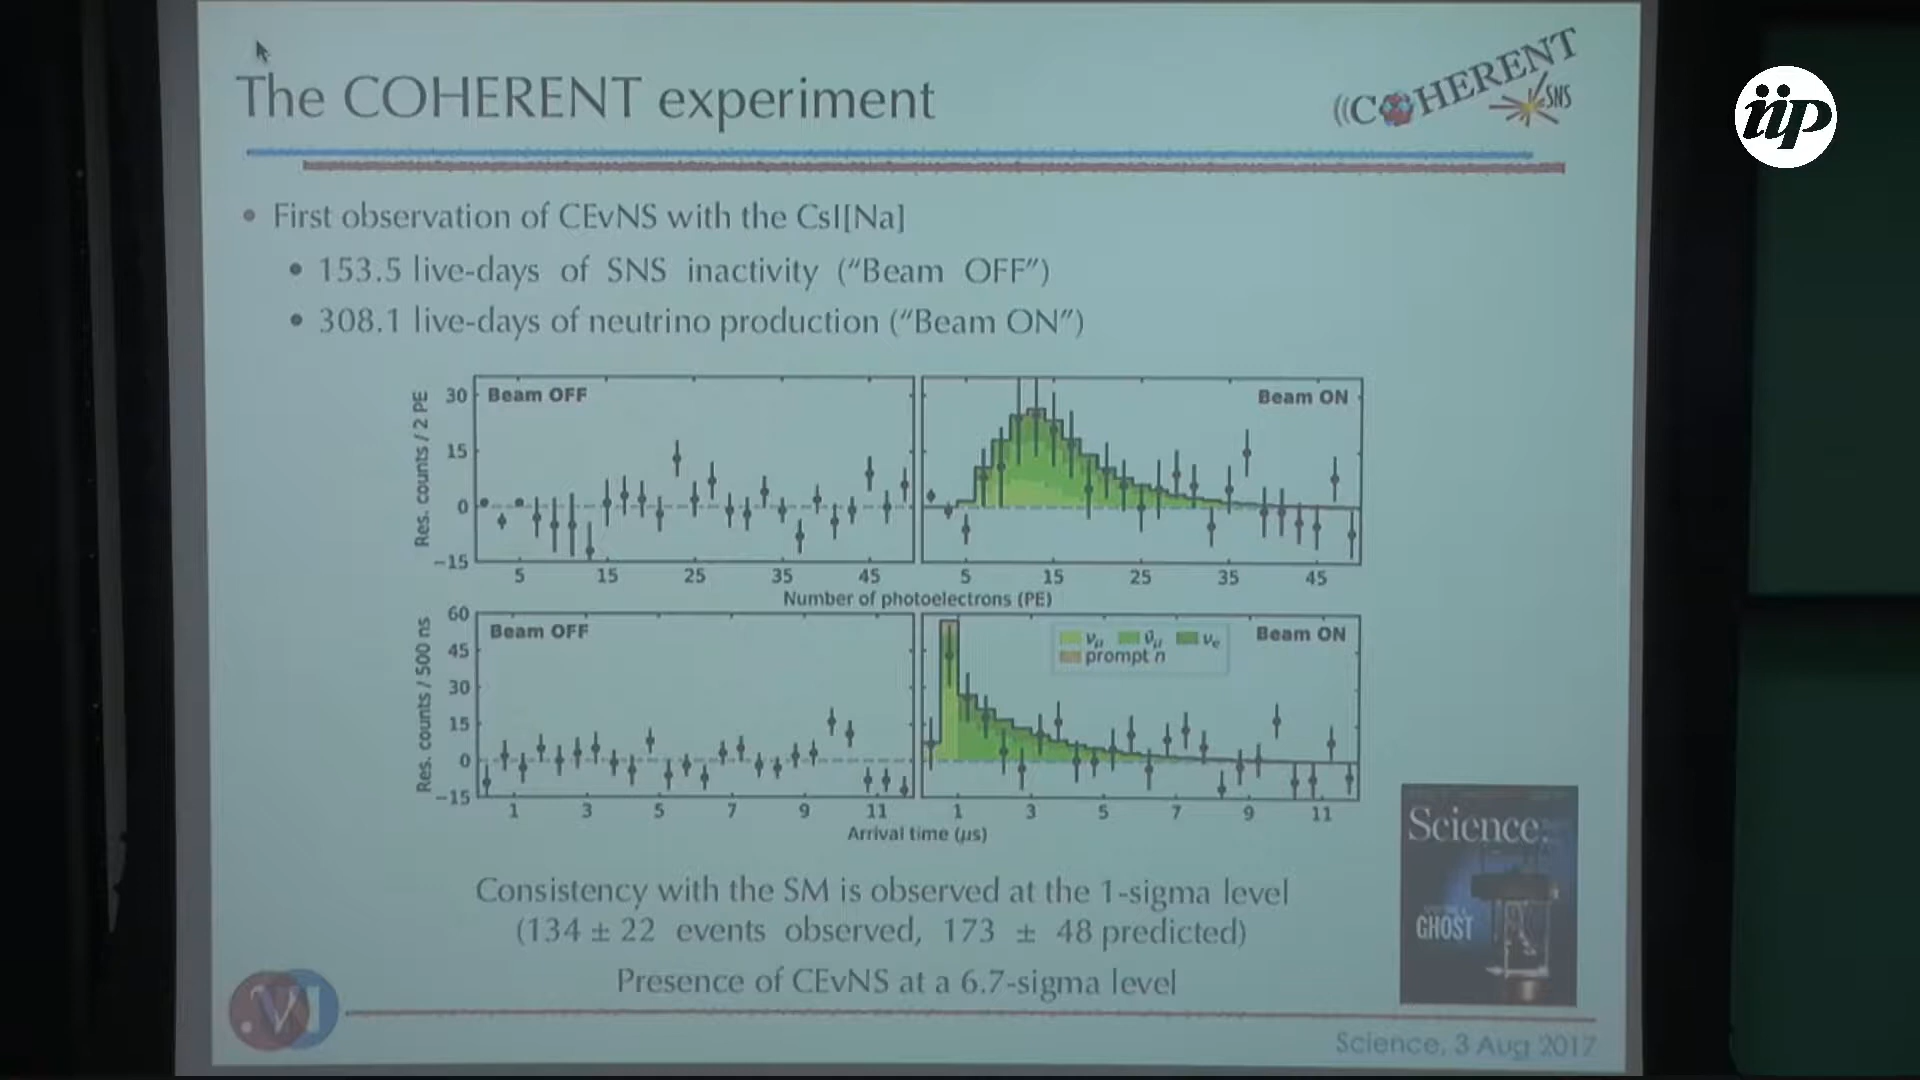 The COHERENT experiment
((COHERENT
SNS
iip
• First observation of CEvNS with the CsI[Na]
• 153.5 live-days of SNS inactivity (“Beam OFF”)
• 308.1 live-days of neutrino production (“Beam ON”)
Res. counts / 2 PE
30
15
0
−15
Beam OFF
Beam ON
5 15 25 35 45
5 15 25 35 45
Number of photoelectrons (PE)
Res. counts / 500 ns
60
45
30
15
0
−15
Beam OFF
νμ ν̄μ νe
prompt n
Beam ON
1 3 5 7 9 11
1 3 5 7 9 11
Arrival time (μs)
Consistency with the SM is observed at the 1-sigma level
(134 ± 22 events observed, 173 ± 48 predicted)
Presence of CEvNS at a 6.7-sigma level
Science
GHOST
Science, 3 Aug 2017